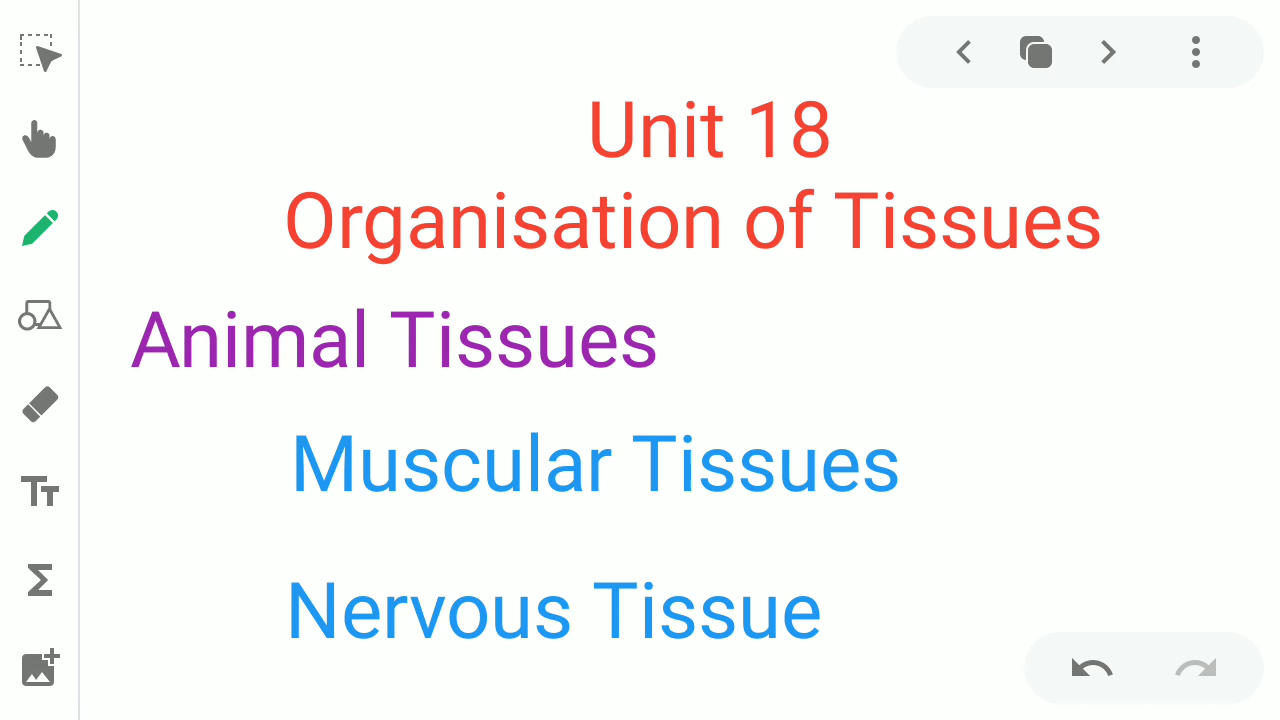 Unit 18
Organisation of Tissues
Animal Tissues
Muscular Tissues
Nervous Tissue